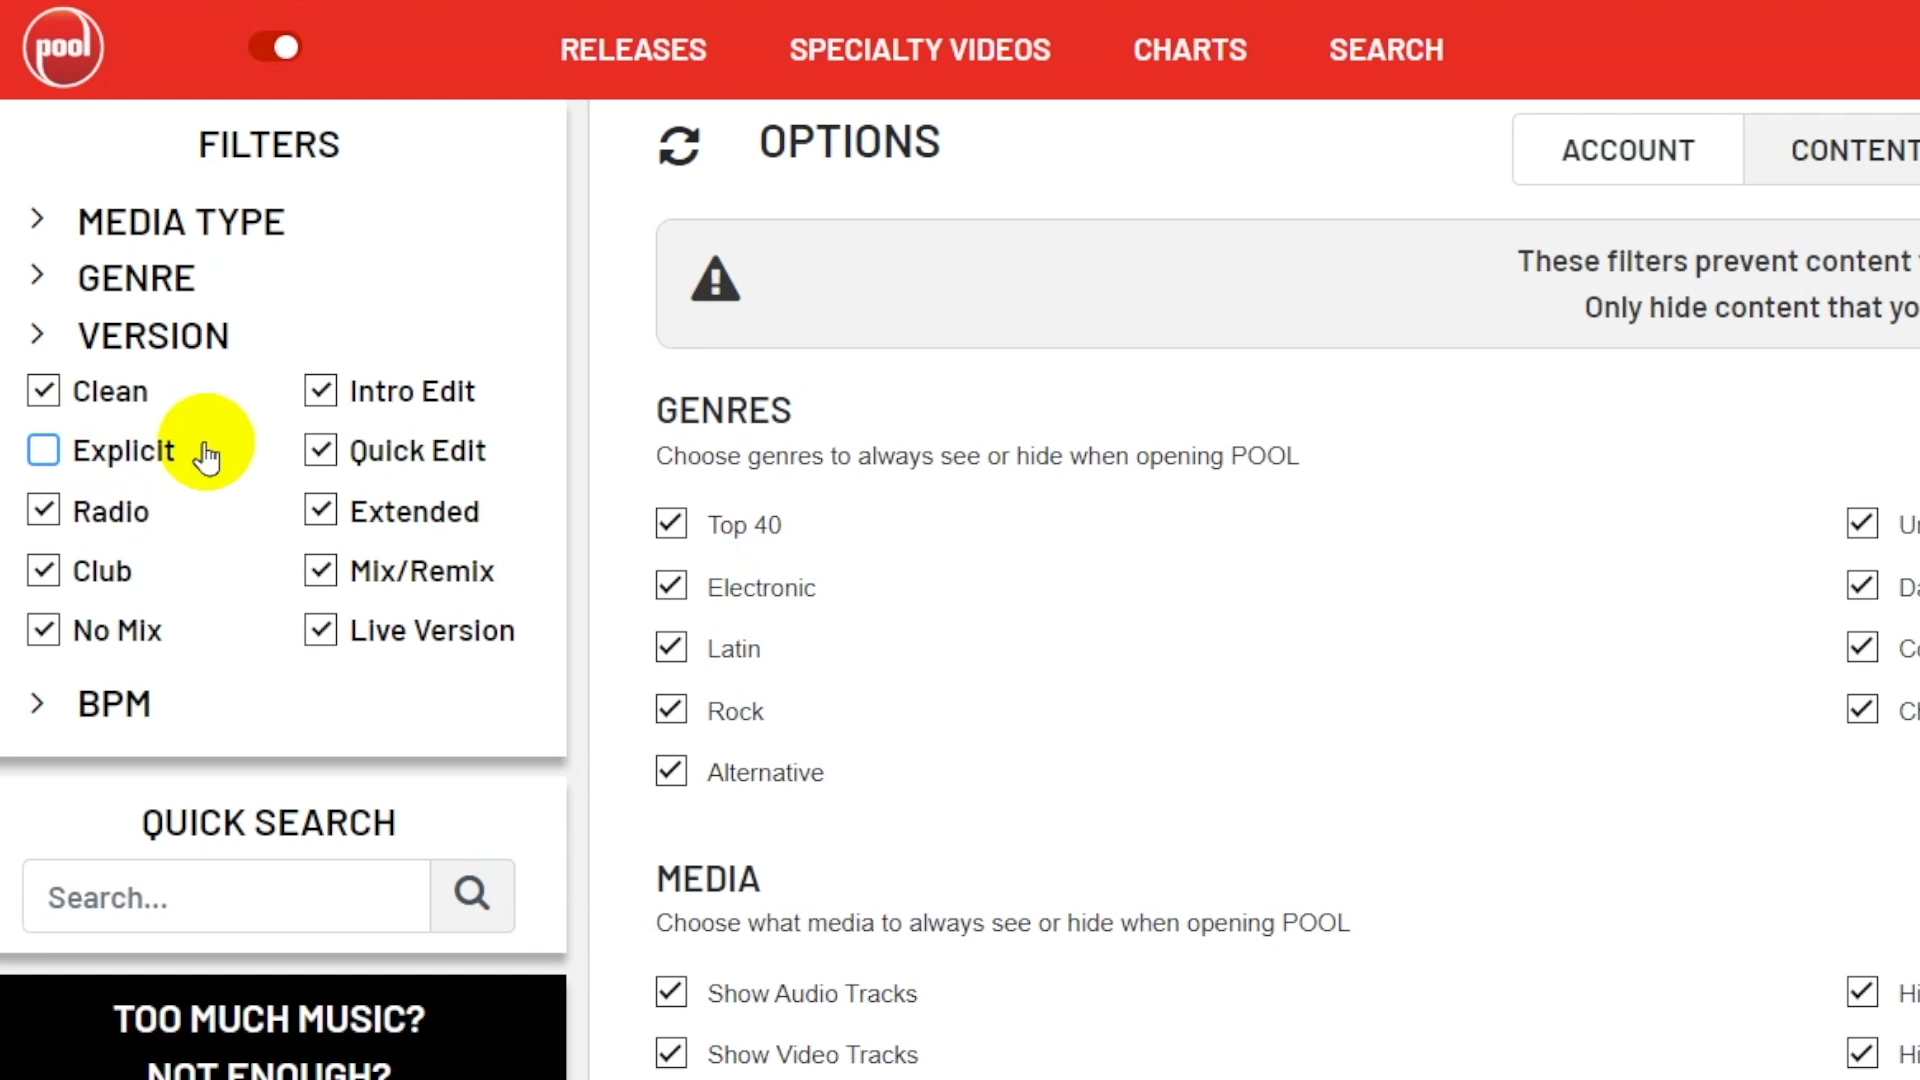 pool
RELEASES
SPECIALTY VIDEOS
CHARTS
SEARCH
FILTERS
MEDIA TYPE
GENRE
VERSION
Clean
Intro Edit
Explicit
Quick Edit
Radio
Extended
Club
Mix/Remix
No Mix
Live Version
BPM
QUICK SEARCH
Search...
TOO MUCH MUSIC?
NOT ENOUGH?
OPTIONS
ACCOUNT
CONTENT
These filters prevent content
Only hide content that
GENRES
Choose genres to always see or hide when opening POOL
Top 40
Electronic
Latin
Rock
Alternative
MEDIA
Choose what media to always see or hide when opening POOL
Show Audio Tracks
Show Video Tracks